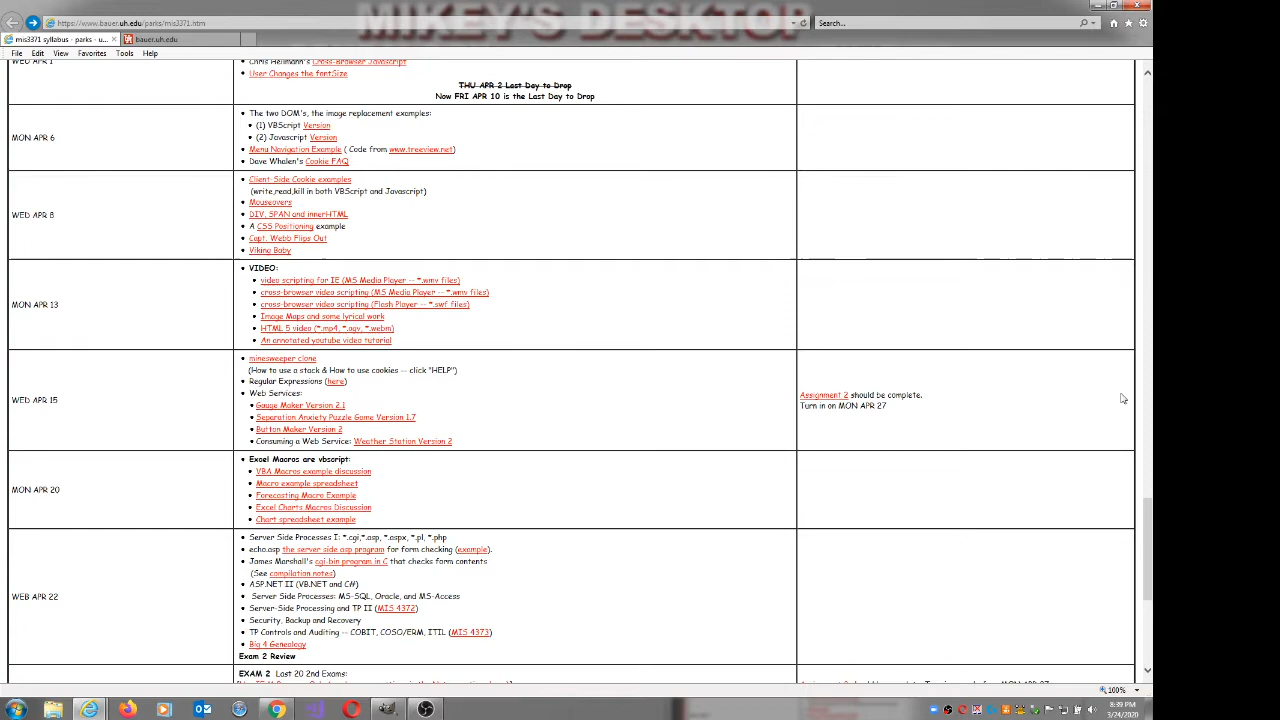 MIKEY'S DESKTOP
https://www.bauer.uh.edu/parks/mis3371.htm
Search...
mis3371 syllabus - parks - u...
bauer.uh.edu
File Edit View Favorites Tools Help
WED APR 1
Chris Heilmann's Cross-Browser Javascript
User Changes the fontSize
THU APR 2 Last Day to Drop
Now FRI APR 10 is the Last Day to Drop
MON APR 6
The two DOM's, the image replacement examples:
(1) VBScript Version
(2) Javascript Version
Menu Navigation Example ( Code from www.treeview.net)
Dave Whalen's Cookie FAQ
WED APR 8
Client-Side Cookie examples
(write,read,kill in both VBScript and Javascript)
Mouseovers
DIV, SPAN and innerHTML
A CSS Positioning example
Capt. Webb Flips Out
Viking Baby
MON APR 13
VIDEO:
video scripting for IE (MS Media Player -- *.wmv files)
cross-browser video scripting (MS Media Player -- *.wmv files)
cross-browser video scripting (Flash Player -- *.swf files)
Image Maps and some lyrical work
HTML 5 video (*.mp4, *.ogv, *.webm)
An annotated youtube video tutorial
WED APR 15
minesweeper clone
(How to use a stack & How to use cookies -- click "HELP")
Regular Expressions (here)
Web Services:
Gauge Maker Version 2.1
Separation Anxiety Puzzle Game Version 1.7
Button Maker Version 2
Consuming a Web Service: Weather Station Version 2
Assignment 2 should be complete.
Turn in on MON APR 27
MON APR 20
Excel Macros are vbscript:
VBA Macros example discussion
Macro example spreadsheet
Forecasting Macro Example
Excel Charts Macros Discussion
Chart spreadsheet example
WEB APR 22
Server Side Processes I: *.cgi,*.asp, *.aspx, *.pl, *.php
echo.asp the server side asp program for form checking (example).
James Marshall's cgi-bin program in C that checks form contents
(See compilation notes)
ASP.NET II (VB.NET and C#)
Server Side Processes: MS-SQL, Oracle, and MS-Access
Server-Side Processing and TP II (MIS 4372)
Security, Backup and Recovery
TP Controls and Auditing -- COBIT, COSO/ERM, ITIL (MIS 4373)
Big 4 Genealogy
Exam 2 Review
EXAM 2 Last 20 2nd Exams:
100%
8:39 PM
3/24/2020